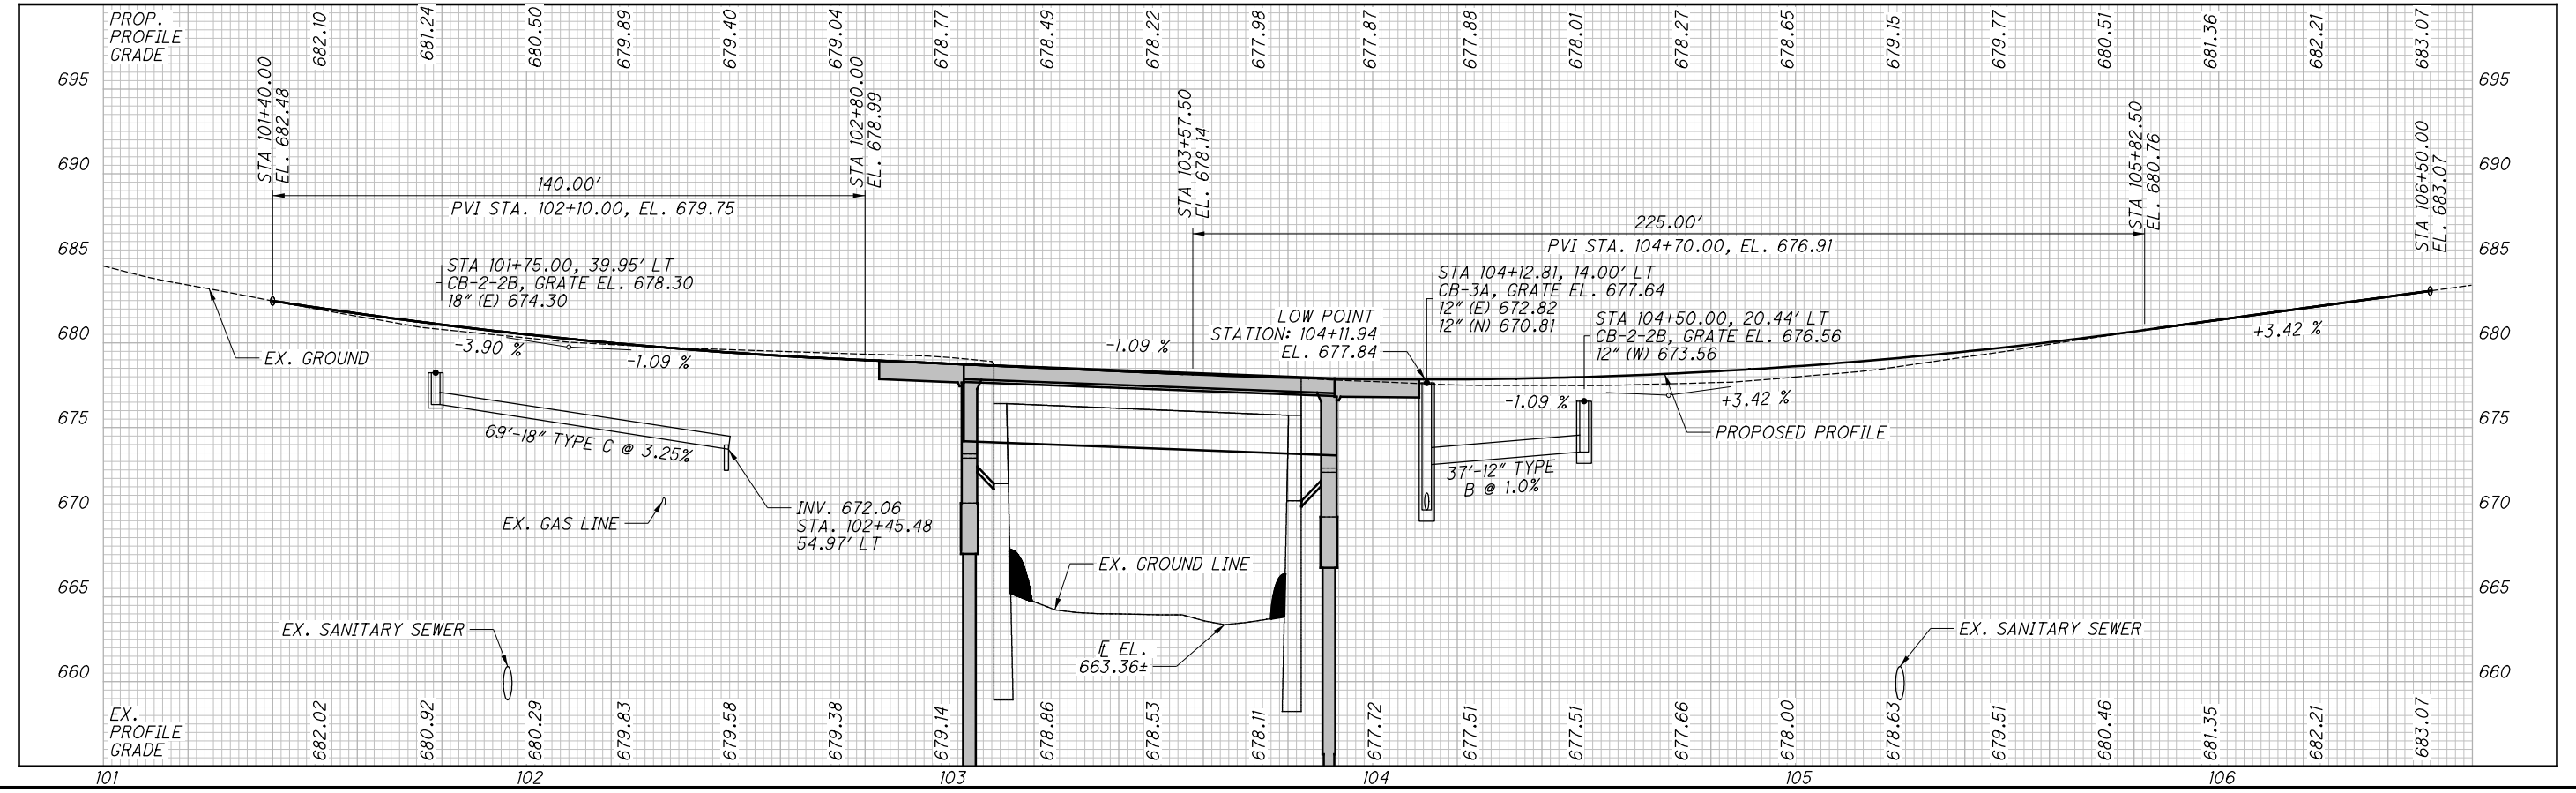 PROP.
PROFILE
GRADE
682.10
681.24
680.50
679.89
679.40
679.04
678.77
678.49
678.22
677.98
677.87
677.88
678.01
678.27
678.65
679.15
679.77
680.51
681.36
682.21
683.07
695
695
690
690
685
685
680
680
675
675
670
670
665
665
660
660
STA 101+40.00
EL. 682.48
STA 102+80.00
EL. 678.99
140.00'
PVI STA. 102+10.00, EL. 679.75
STA 103+57.50
EL. 678.14
STA 105+82.50
EL. 680.76
STA 106+50.00
EL. 683.07
225.00'
PVI STA. 104+70.00, EL. 676.91
STA 101+75.00, 39.95' LT
CB-2-2B, GRATE EL. 678.30
18" (E) 674.30
STA 104+12.81, 14.00' LT
CB-3A, GRATE EL. 677.64
12" (E) 672.82
12" (N) 670.81
LOW POINT
STATION: 104+11.94
EL. 677.84
STA 104+50.00, 20.44' LT
CB-2-2B, GRATE EL. 676.56
12" (W) 673.56
EX. GROUND
-3.90 %
-1.09 %
-1.09 %
+3.42 %
-1.09 %
+3.42 %
PROPOSED PROFILE
69'-18" TYPE C @ 3.25%
37'-12" TYPE
B @ 1.0%
EX. GAS LINE
INV. 672.06
STA. 102+45.48
54.97' LT
EX. GROUND LINE
EX. SANITARY SEWER
℄ EL.
663.36±
EX. SANITARY SEWER
EX.
PROFILE
GRADE
682.02
680.92
680.29
679.83
679.58
679.38
679.14
678.86
678.53
678.11
677.72
677.51
677.51
677.66
678.00
678.63
679.51
680.46
681.35
682.21
683.07
101
102
103
104
105
106